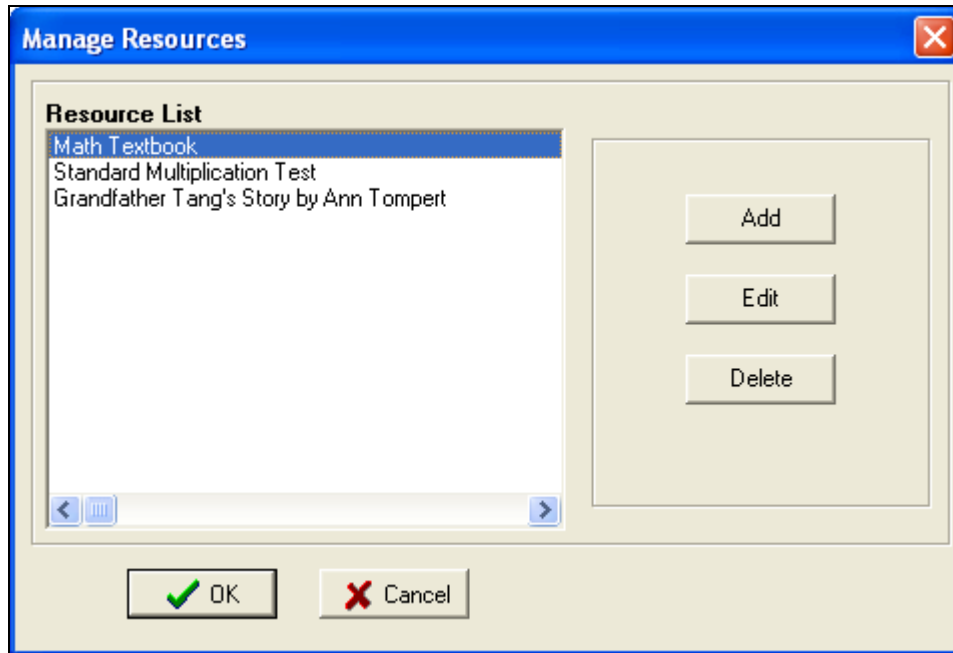 Manage Resources
Resource List
Math Textbook
Standard Multiplication Test
Grandfather Tang's Story by Ann Tompert
Add
Edit
Delete
OK
Cancel